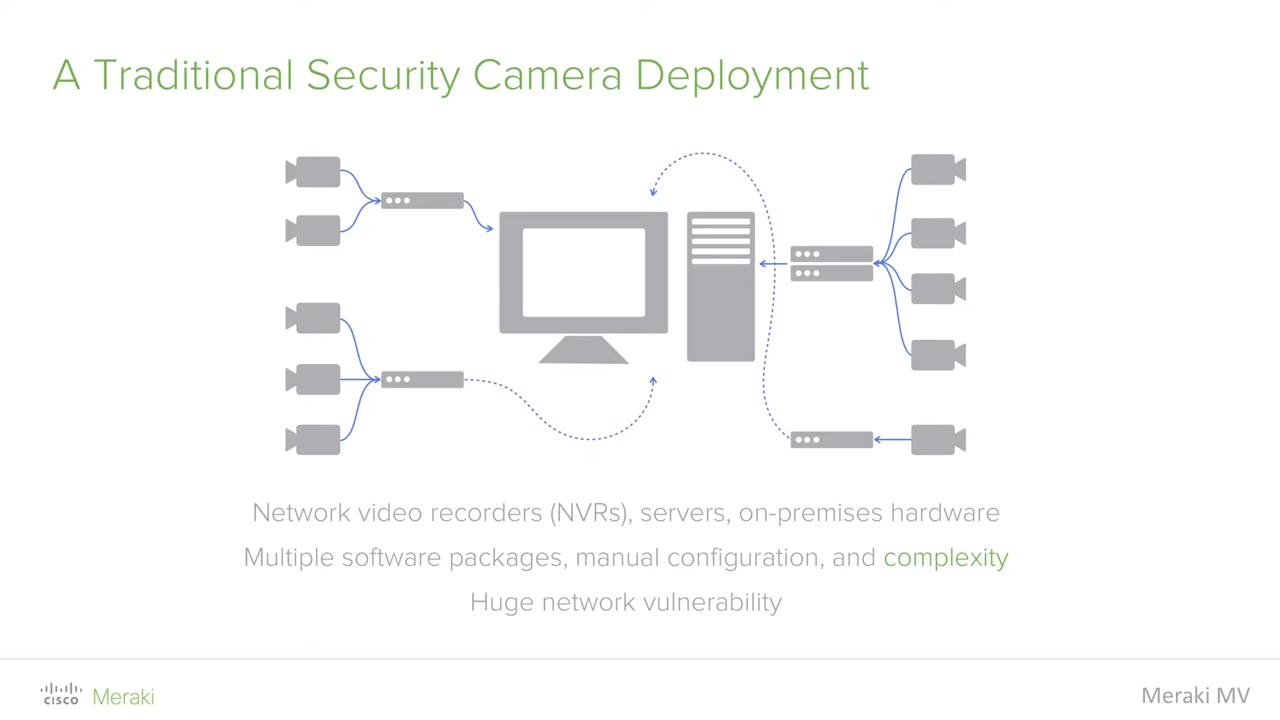 A Traditional Security Camera Deployment
Network video recorders (NVRs), servers, on-premises hardware
Multiple software packages, manual configuration, and complexity
Huge network vulnerability
CISCO Meraki
Meraki MV